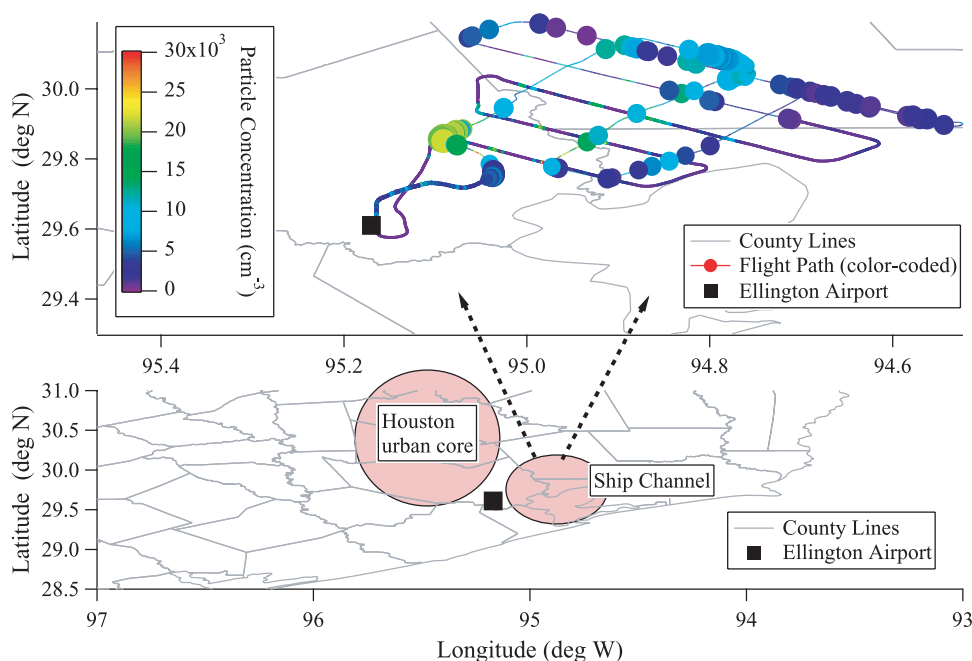 30x10³
25
20
15
10
5
0
Particle Concentration (cm⁻³)
Latitude (deg N)
30.0
29.8
29.6
29.4
95.4
95.2
95.0
94.8
94.6
County Lines
Flight Path (color-coded)
Ellington Airport
Latitude (deg N)
31.0
30.5
30.0
29.5
29.0
28.5
Houston
urban core
Ship Channel
County Lines
Ellington Airport
97
96
95
94
93
Longitude (deg W)